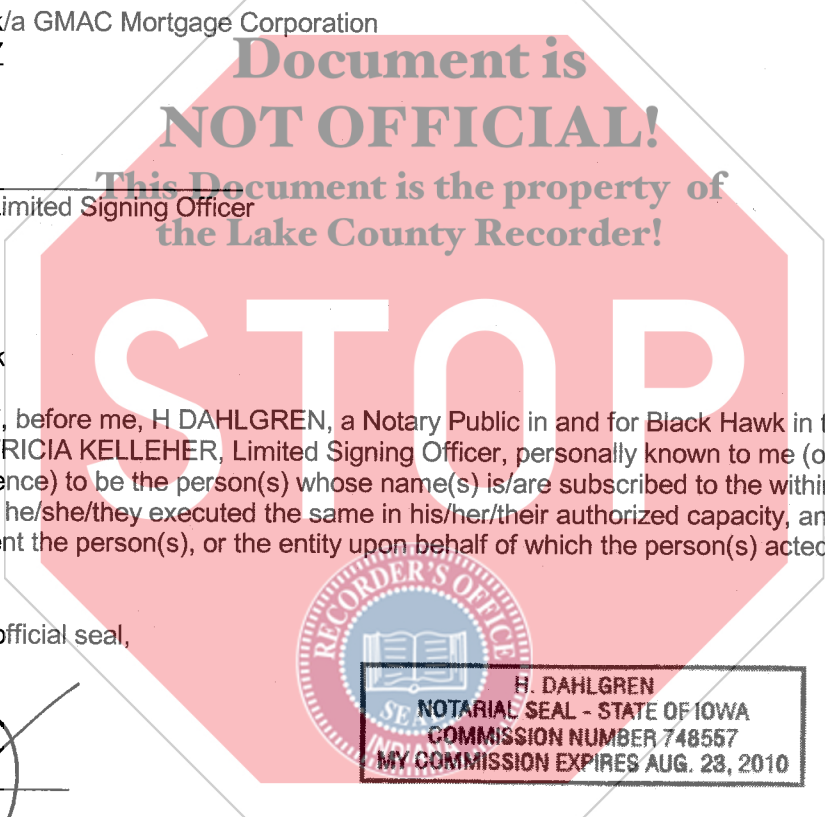 k/a GMAC Mortgage Corporation
Document is
NOT OFFICIAL!
This Document is the property of
Limited Signing Officer
the Lake County Recorder!
STOP
, before me, H DAHLGREN, a Notary Public in and for Black Hawk in t
TRICIA KELLEHER, Limited Signing Officer, personally known to me (o
ence) to be the person(s) whose name(s) is/are subscribed to the within
he/she/they executed the same in his/her/their authorized capacity, an
ent the person(s), or the entity upon behalf of which the person(s) acted
official seal,
RECORDER'S OFFICE
SEAL
INDIANA
H. DAHLGREN
NOTARIAL SEAL - STATE OF IOWA
COMMISSION NUMBER 748557
MY COMMISSION EXPIRES AUG. 23, 2010